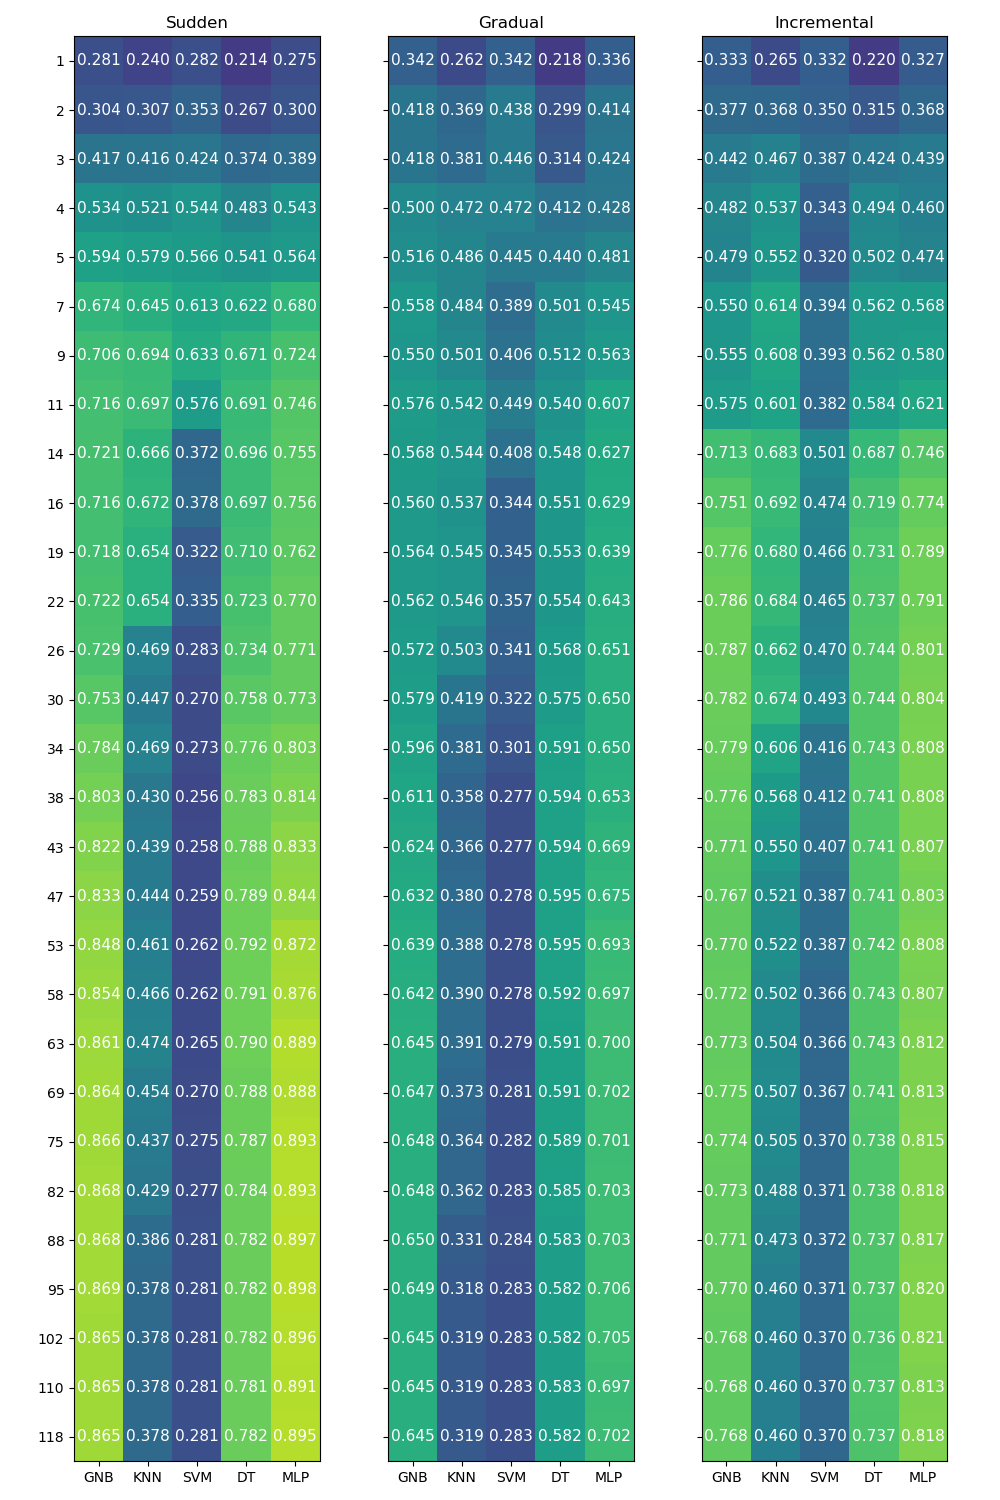 Sudden Gradual Incremental
1 0.281 0.240 0.282 0.214 0.275 0.342 0.262 0.342 0.218 0.336 0.333 0.265 0.332 0.220 0.327
2 0.304 0.307 0.353 0.267 0.300 0.418 0.369 0.438 0.299 0.414 0.377 0.368 0.350 0.315 0.368
3 0.417 0.416 0.424 0.374 0.389 0.418 0.381 0.446 0.314 0.424 0.442 0.467 0.387 0.424 0.439
4 0.534 0.521 0.544 0.483 0.543 0.500 0.472 0.472 0.412 0.428 0.482 0.537 0.343 0.494 0.460
5 0.594 0.579 0.566 0.541 0.564 0.516 0.486 0.445 0.440 0.481 0.479 0.552 0.320 0.502 0.474
7 0.674 0.645 0.613 0.622 0.680 0.558 0.484 0.389 0.501 0.545 0.550 0.614 0.394 0.562 0.568
9 0.706 0.694 0.633 0.671 0.724 0.550 0.501 0.406 0.512 0.563 0.555 0.608 0.393 0.562 0.580
11 0.716 0.697 0.576 0.691 0.746 0.576 0.542 0.449 0.540 0.607 0.575 0.601 0.382 0.584 0.621
14 0.721 0.666 0.372 0.696 0.755 0.568 0.544 0.408 0.548 0.627 0.713 0.683 0.501 0.687 0.746
16 0.716 0.672 0.378 0.697 0.756 0.560 0.537 0.344 0.551 0.629 0.751 0.692 0.474 0.719 0.774
19 0.718 0.654 0.322 0.710 0.762 0.564 0.545 0.345 0.553 0.639 0.776 0.680 0.466 0.731 0.789
22 0.722 0.654 0.335 0.723 0.770 0.562 0.546 0.357 0.554 0.643 0.786 0.684 0.465 0.737 0.791
26 0.729 0.469 0.283 0.734 0.771 0.572 0.503 0.341 0.568 0.651 0.787 0.662 0.470 0.744 0.801
30 0.753 0.447 0.270 0.758 0.773 0.579 0.419 0.322 0.575 0.650 0.782 0.674 0.493 0.744 0.804
34 0.784 0.469 0.273 0.776 0.803 0.596 0.381 0.301 0.591 0.650 0.779 0.606 0.416 0.743 0.808
38 0.803 0.430 0.256 0.783 0.814 0.611 0.358 0.277 0.594 0.653 0.776 0.568 0.412 0.741 0.808
43 0.822 0.439 0.258 0.788 0.833 0.624 0.366 0.277 0.594 0.669 0.771 0.550 0.407 0.741 0.807
47 0.833 0.444 0.259 0.789 0.844 0.632 0.380 0.278 0.595 0.675 0.767 0.521 0.387 0.741 0.803
53 0.848 0.461 0.262 0.792 0.872 0.639 0.388 0.278 0.595 0.693 0.770 0.522 0.387 0.742 0.808
58 0.854 0.466 0.262 0.791 0.876 0.642 0.390 0.278 0.592 0.697 0.772 0.502 0.366 0.743 0.807
63 0.861 0.474 0.265 0.790 0.889 0.645 0.391 0.279 0.591 0.700 0.773 0.504 0.366 0.743 0.812
69 0.864 0.454 0.270 0.788 0.888 0.647 0.373 0.281 0.591 0.702 0.775 0.507 0.367 0.741 0.813
75 0.866 0.437 0.275 0.787 0.893 0.648 0.364 0.282 0.589 0.701 0.774 0.505 0.370 0.738 0.815
82 0.868 0.429 0.277 0.784 0.893 0.648 0.362 0.283 0.585 0.703 0.773 0.488 0.371 0.738 0.818
88 0.868 0.386 0.281 0.782 0.897 0.650 0.331 0.284 0.583 0.703 0.771 0.473 0.372 0.737 0.817
95 0.869 0.378 0.281 0.782 0.898 0.649 0.318 0.283 0.582 0.706 0.770 0.460 0.371 0.737 0.820
102 0.865 0.378 0.281 0.782 0.896 0.645 0.319 0.283 0.582 0.705 0.768 0.460 0.370 0.736 0.821
110 0.865 0.378 0.281 0.781 0.891 0.645 0.319 0.283 0.583 0.697 0.768 0.460 0.370 0.737 0.813
118 0.865 0.378 0.281 0.782 0.895 0.645 0.319 0.283 0.582 0.702 0.768 0.460 0.370 0.737 0.818
GNB KNN SVM DT MLP GNB KNN SVM DT MLP GNB KNN SVM DT MLP